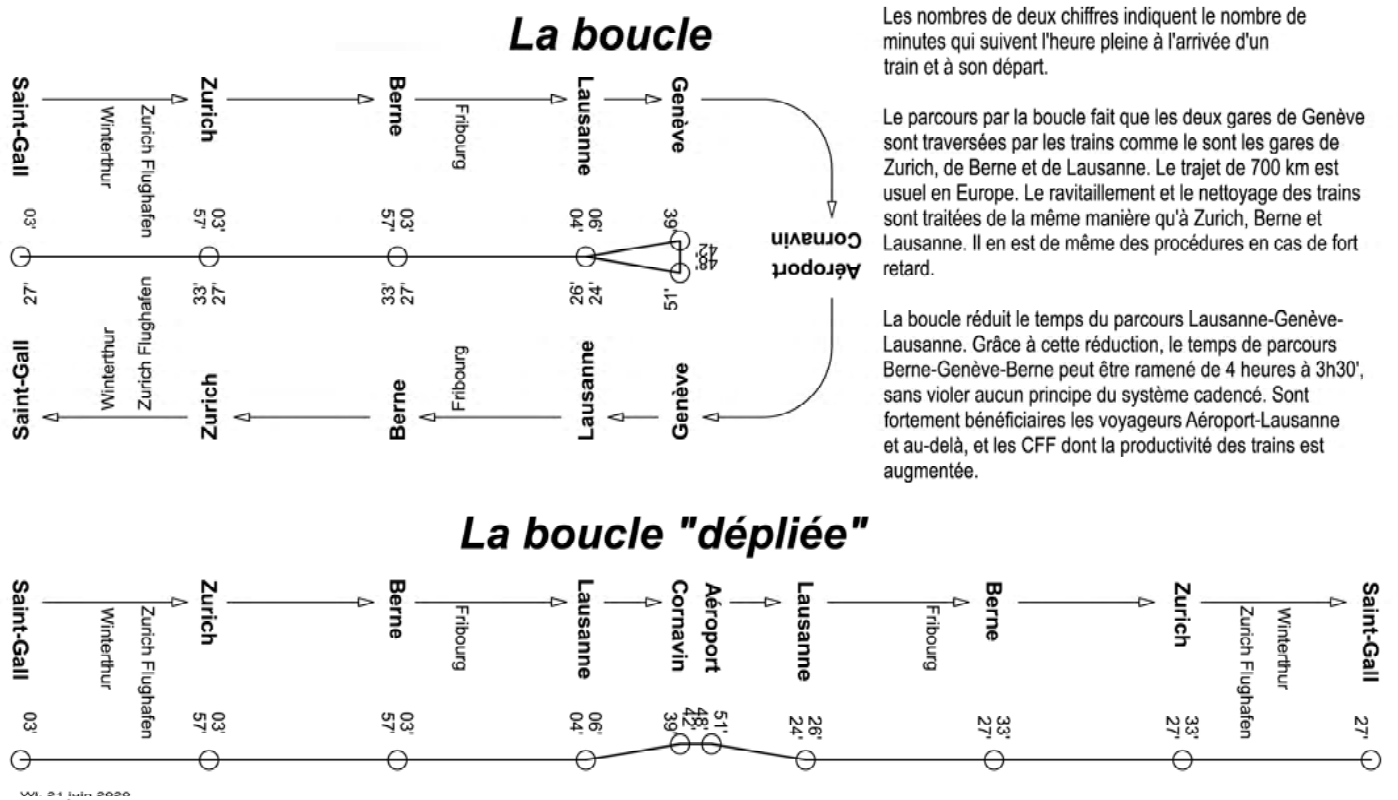 La boucle
Les nombres de deux chiffres indiquent le nombre de
minutes qui suivent l'heure pleine à l'arrivée d'un
train et à son départ.
Le parcours par la boucle fait que les deux gares de Genève
sont traversées par les trains comme le sont les gares de
Zurich, de Berne et de Lausanne. Le trajet de 700 km est
usuel en Europe. Le ravitaillement et le nettoyage des trains
sont traitées de la même manière qu'à Zurich, Berne et
Lausanne. Il en est de même des procédures en cas de fort
retard.
La boucle réduit le temps du parcours Lausanne-Genève-
Lausanne. Grâce à cette réduction, le temps de parcours
Berne-Genève-Berne peut être ramené de 4 heures à 3h30',
sans violer aucun principe du système cadencé. Sont
fortement bénéficiaires les voyageurs Aéroport-Lausanne
et au-delà, et les CFF dont la productivité des trains est
augmentée.
Saint-Gall
Winterthur
Zurich Flughafen
Zurich
Berne
Fribourg
Lausanne
Genève
03'
57'
03'
57'
03'
04'
06'
39'
42'
48'
Cornavin
Aéroport
27'
33'
27'
33'
27'
26'
24'
51'
Saint-Gall
Winterthur
Zurich Flughafen
Zurich
Berne
Fribourg
Lausanne
Genève
La boucle "dépliée"
Saint-Gall
Winterthur
Zurich Flughafen
Zurich
Berne
Fribourg
Lausanne
Cornavin
Aéroport
Lausanne
Fribourg
Berne
Zurich
Zurich Flughafen
Winterthur
Saint-Gall
03'
57'
03'
57'
03'
04'
06'
39'
42'
48'
51'
24'
26'
27'
33'
27'
33'
27'